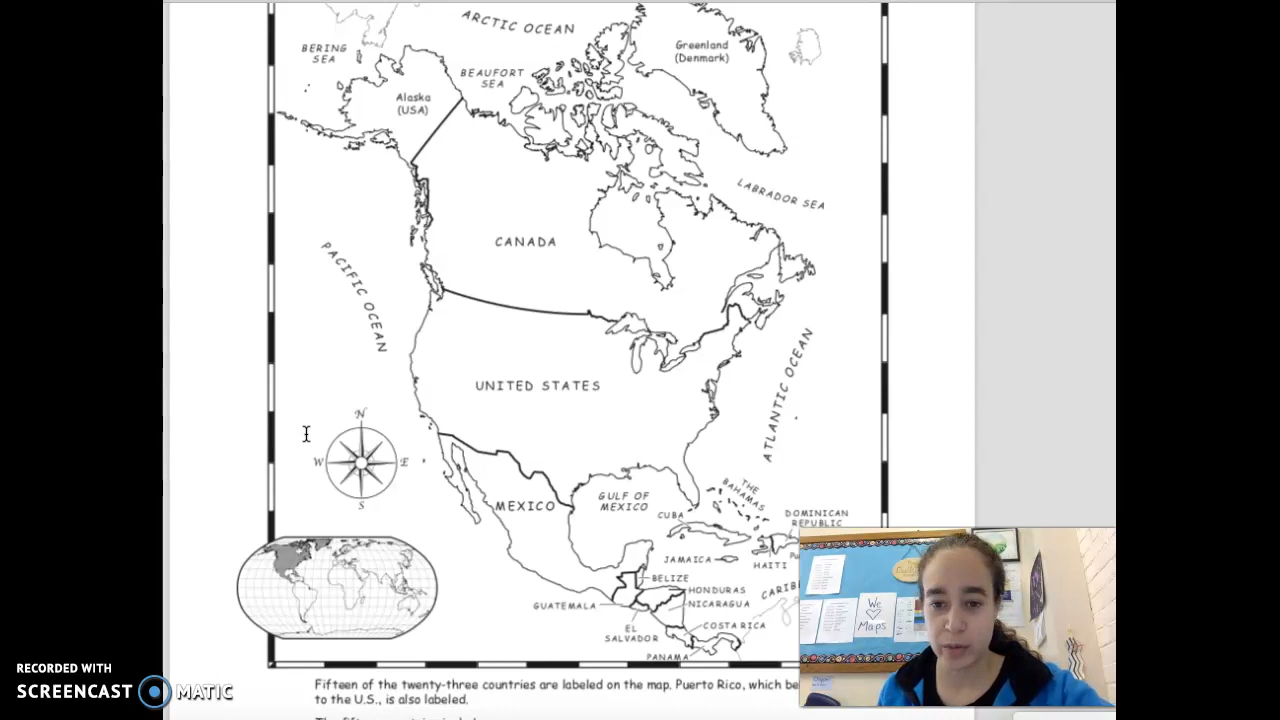 ARCTIC OCEAN
BERING
SEA
BEAUFORT
SEA
Greenland
(Denmark)
Alaska
(USA)
LABRADOR SEA
CANADA
PACIFIC OCEAN
UNITED STATES
ATLANTIC OCEAN
N
W
E
S
MEXICO
GULF OF
MEXICO
THE
BAHAMAS
CUBA
DOMINICAN
REPUBLIC
JAMAICA
HAITI
BELIZE
HONDURAS
NICARAGUA
GUATEMALA
EL
SALVADOR
COSTA RICA
PANAMA
We
Maps
Fifteen of the twenty-three countries are labeled on the map. Puerto Rico, which be
to the U.S., is also labeled.
RECORDED WITH
SCREENCAST MATIC